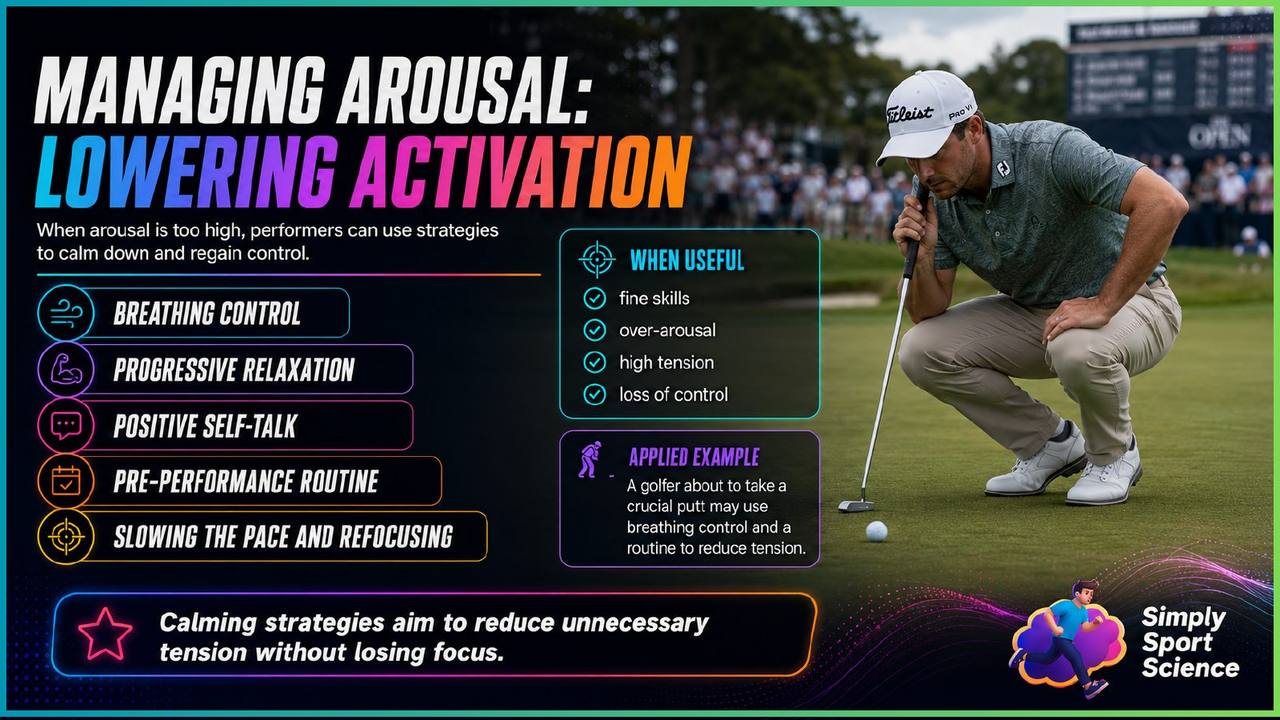 MANAGING AROUSAL:
LOWERING ACTIVATION
When arousal is too high, performers can use strategies
to calm down and regain control.
BREATHING CONTROL
PROGRESSIVE RELAXATION
POSITIVE SELF-TALK
PRE-PERFORMANCE ROUTINE
SLOWING THE PACE AND REFOCUSING
WHEN USEFUL
fine skills
over-arousal
high tension
loss of control
APPLIED EXAMPLE
A golfer about to take a
crucial putt may use
breathing control and a
routine to reduce tension.
Calming strategies aim to reduce unnecessary
tension without losing focus.
Titleist
PRO V1
FJ
OPEN
Simply
Sport
Science